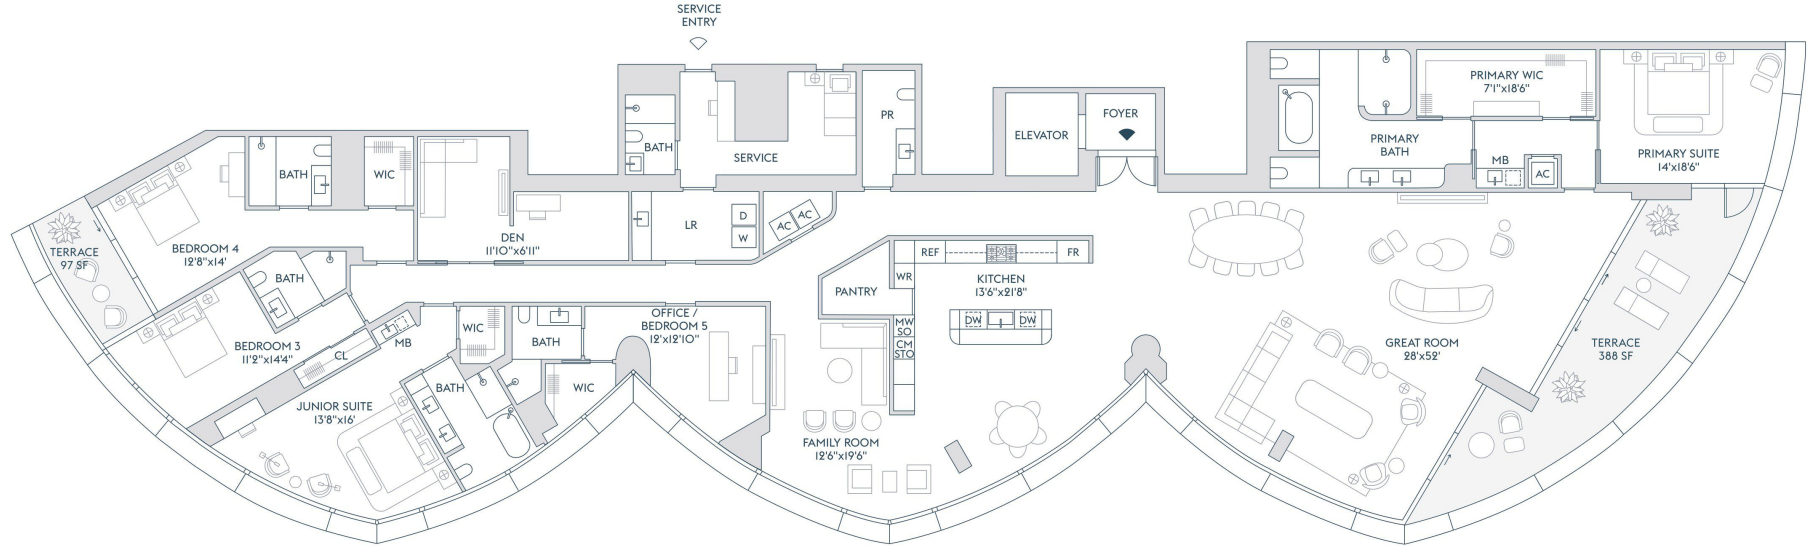 SERVICE
ENTRY
PRIMARY WIC
7'1"x18'6"
PR
FOYER
ELEVATOR
BATH
SERVICE
PRIMARY
BATH
PRIMARY SUITE
14'x18'6"
MB
AC
BATH
WIC
LR
D
W
AC
AC
TERRACE
97 SF
BEDROOM 4
12'8"x14'
DEN
11'10"x6'11"
BATH
REF
FR
WR
KITCHEN
13'6"x21'8"
PANTRY
MW
SO
CM
STO
DW
DW
OFFICE /
BEDROOM 5
12'x12'10"
WIC
BATH
MB
BEDROOM 3
11'2"x14'4"
CL
GREAT ROOM
28'x52'
TERRACE
388 SF
BATH
WIC
JUNIOR SUITE
13'8"x16'
FAMILY ROOM
12'6"x19'6"